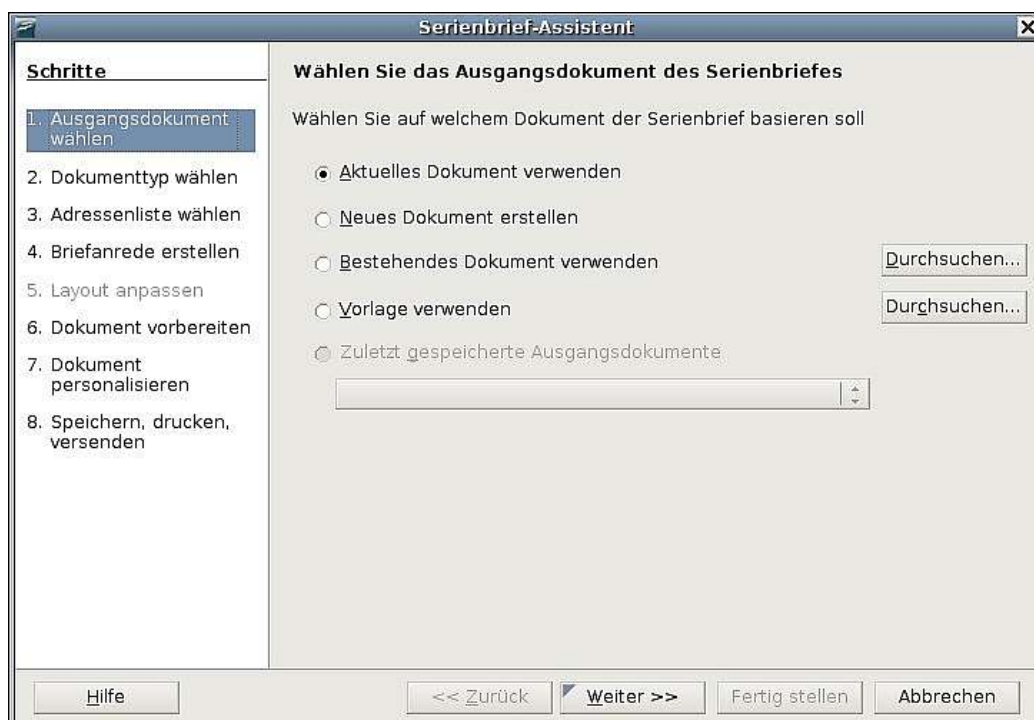 Serienbrief-Assistent
Schritte
1. Ausgangsdokument
wählen
2. Dokumenttyp wählen
3. Adressenliste wählen
4. Briefanrede erstellen
5. Layout anpassen
6. Dokument vorbereiten
7. Dokument
personalisieren
8. Speichern, drucken,
versenden
Wählen Sie das Ausgangsdokument des Serienbriefes
Wählen Sie auf welchem Dokument der Serienbrief basieren soll
Aktuelles Dokument verwenden
Neues Dokument erstellen
Bestehendes Dokument verwenden
Durchsuchen...
Vorlage verwenden
Durchsuchen...
Zuletzt gespeicherte Ausgangsdokumente
Hilfe
<< Zurück
Weiter >>
Fertig stellen
Abbrechen